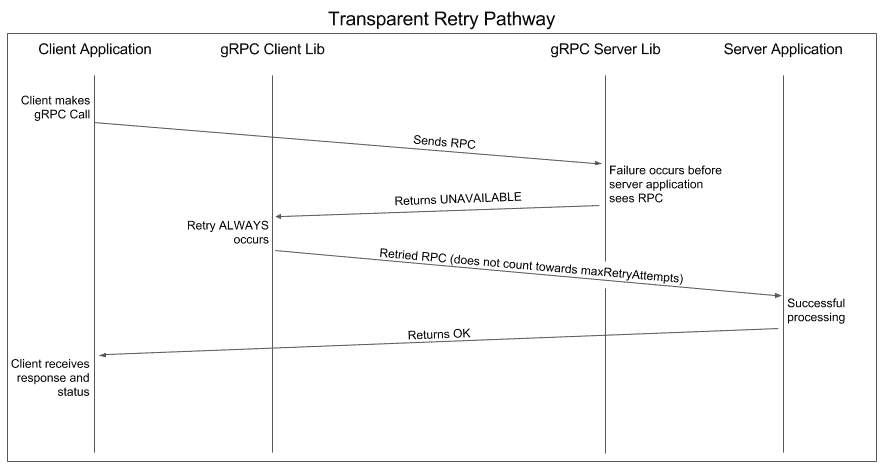 Transparent Retry Pathway
Client Application
gRPC Client Lib
gRPC Server Lib
Server Application
Client makes
gRPC Call
Sends RPC
Failure occurs before
server application
sees RPC
Returns UNAVAILABLE
Retry ALWAYS
occurs
Retried RPC (does not count towards maxRetryAttempts)
Successful
processing
Returns OK
Client receives
response and
status